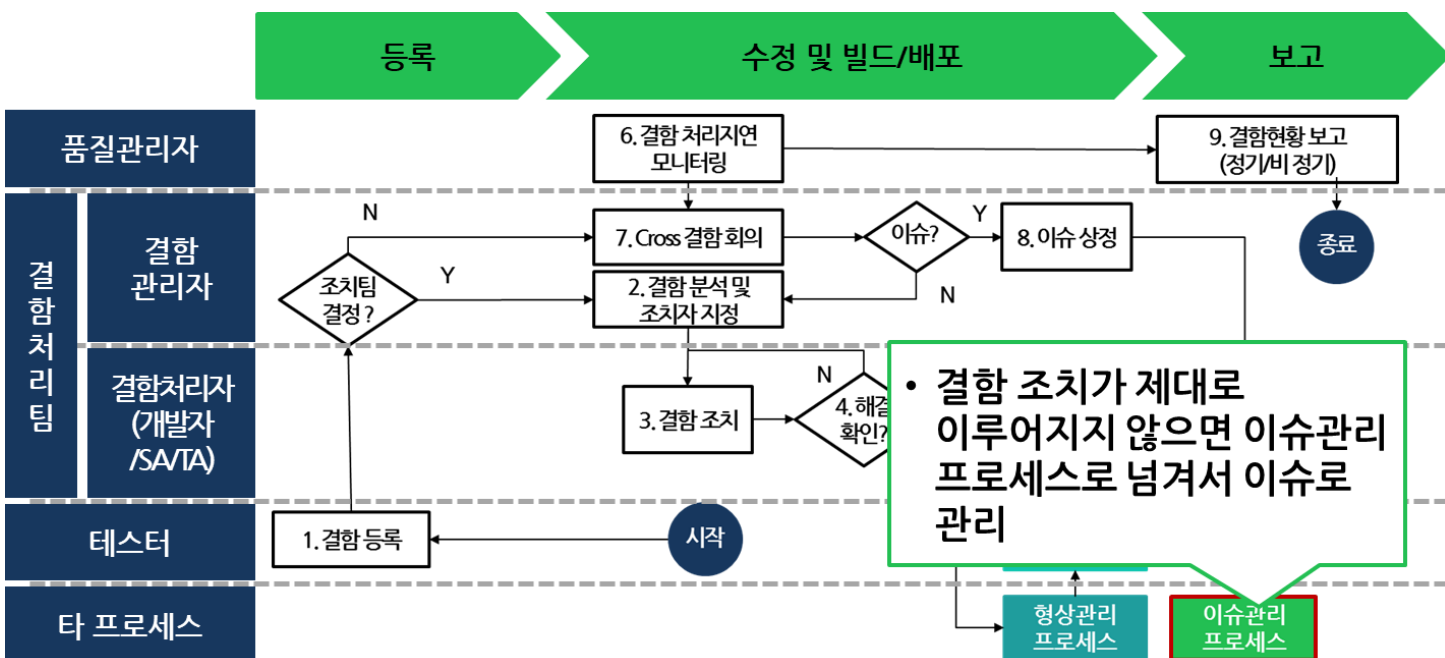 등록
수정 및 빌드/배포
보고
품질관리자
6. 결함 처리지연
모니터링
9. 결함현황 보고
(정기/비 정기)
결함처리팀
결함
관리자
N
7. Cross 결함 회의
이슈?
Y
8. 이슈 상정
종료
조치팀
결정 ?
Y
2. 결함 분석 및
조치자 지정
N
결함처리자
(개발자
/SA/TA)
3. 결함 조치
N
4. 해결
확인?
• 결함 조치가 제대로
이루어지지 않으면 이슈관리
프로세스로 넘겨서 이슈로
관리
테스터
1. 결함 등록
시작
타 프로세스
형상관리
프로세스
이슈관리
프로세스